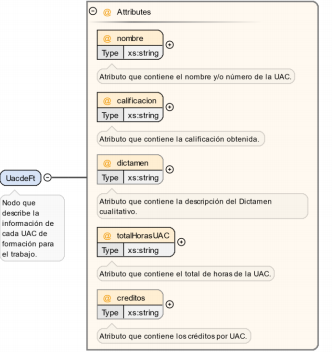 Attributes
@ nombre
Type xs:string
Atributo que contiene el nombre y/o número de la UAC.
@ calificacion
Type xs:string
Atributo que contiene la calificación obtenida.
@ dictamen
Type xs:string
Atributo que contiene la descripción del Dictamen
cualitativo.
@ totalHorasUAC
Type xs:string
Atributo que contiene el total de horas de la UAC.
@ creditos
Type xs:string
Atributo que contiene los créditos por UAC.
UacdeFt
Nodo que
describe la
información de
cada UAC de
formación para
el trabajo.